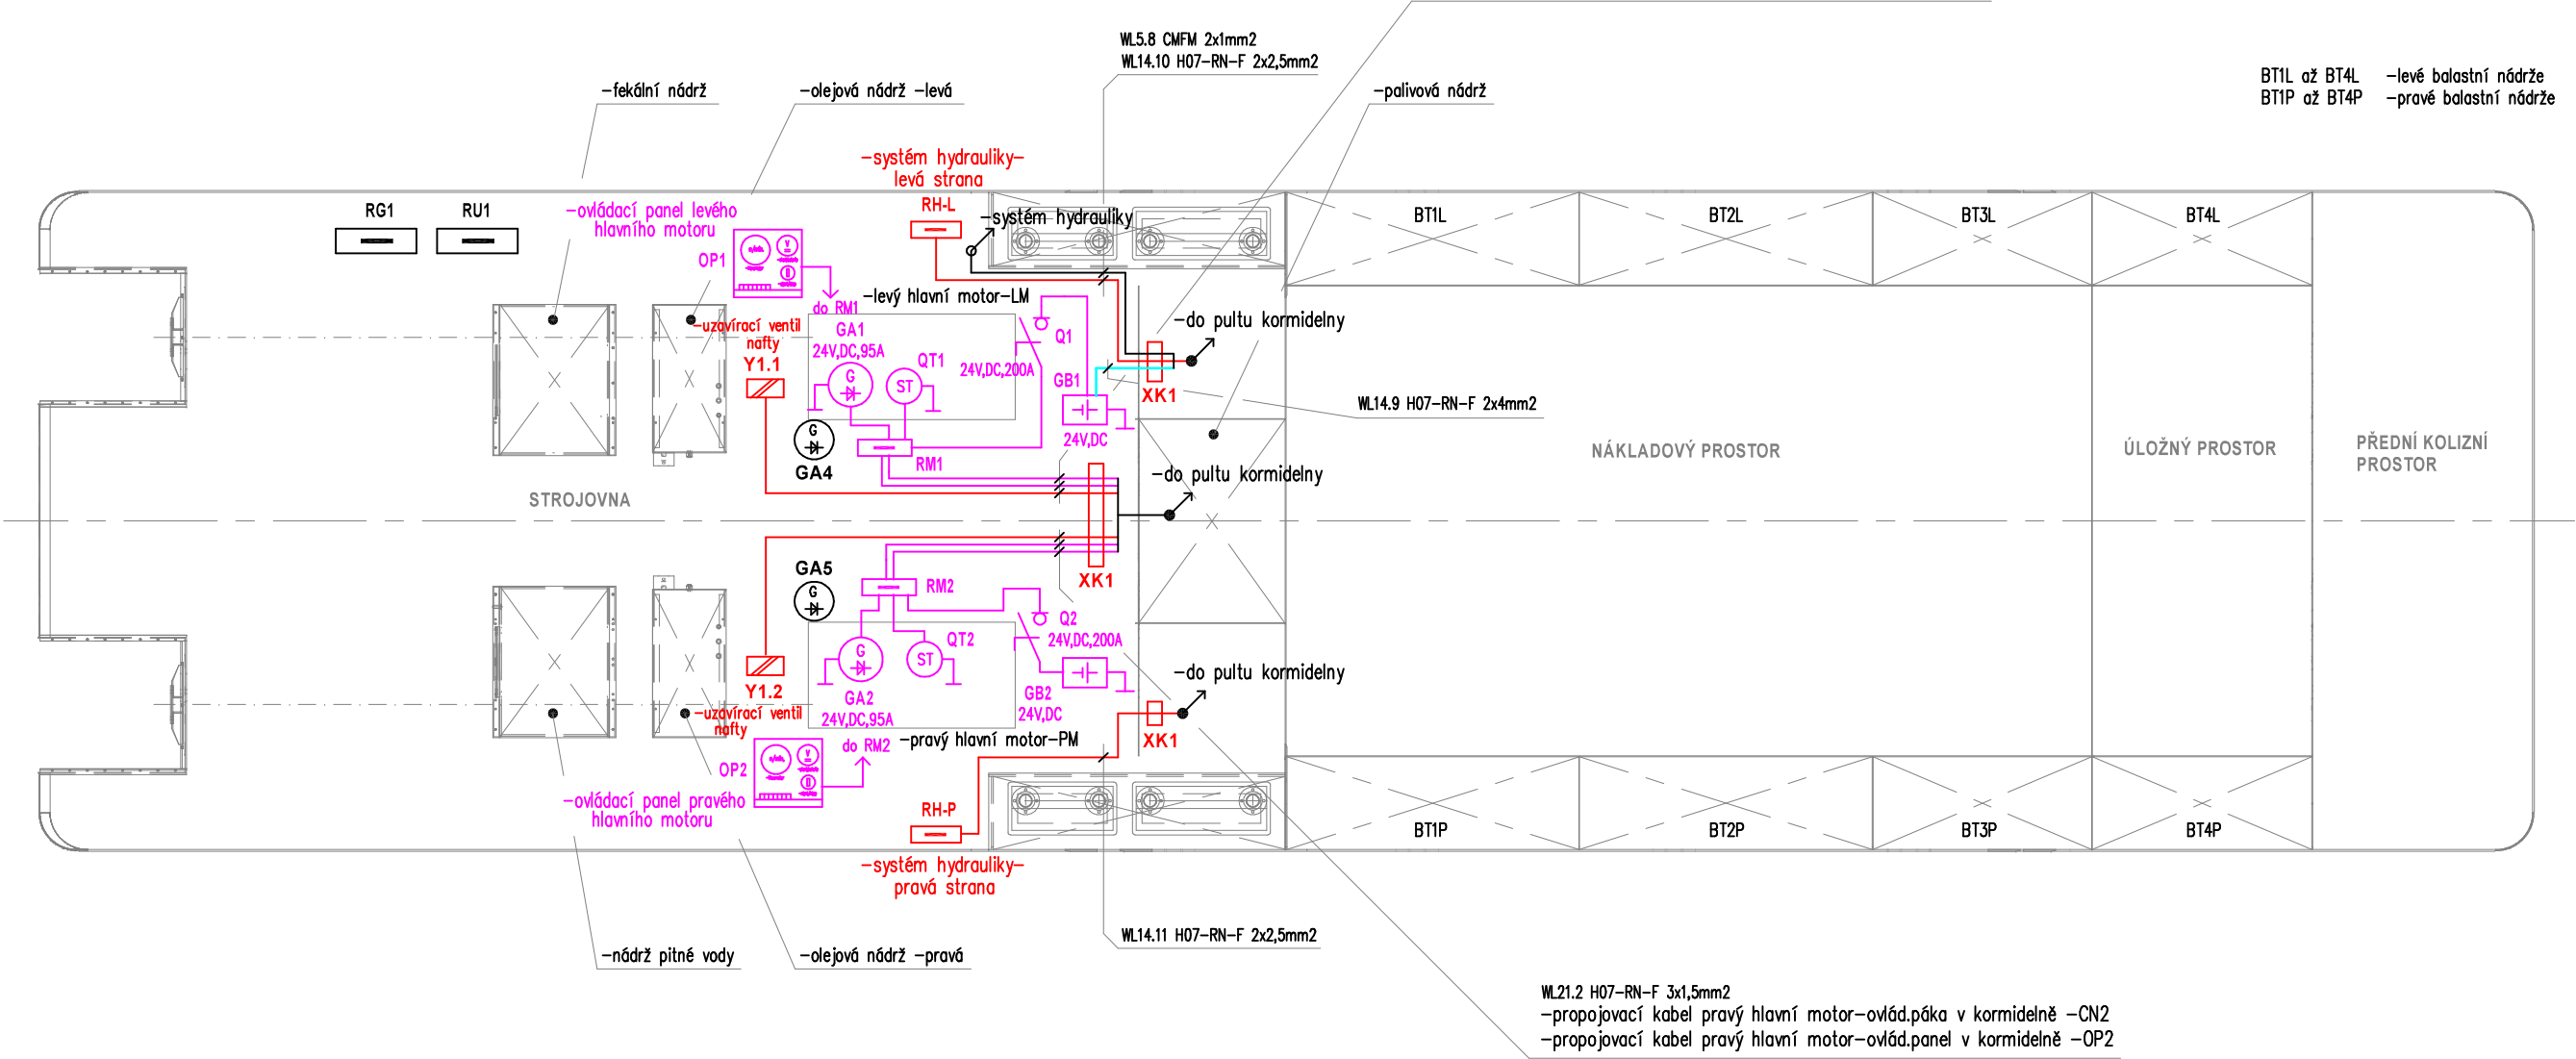 WL5.8 CMFM 2x1mm2
WL14.10 H07-RN-F 2x2,5mm2
-fekální nádrž
-olejová nádrž -levá
-palivová nádrž
BT1L až BT4L -levé balastní nádrže
BT1P až BT4P -pravé balastní nádrže
-systém hydrauliky-
levá strana
RH-L
-systém hydrauliky
RG1
RU1
-ovládací panel levého
hlavního motoru
OP1
do RM1
BT1L
BT2L
BT3L
BT4L
-levý hlavní motor-LM
-uzavírací ventil
nafty
Y1.1
GA1
24V,DC,95A
G
QT1
ST
Q1
24V,DC,200A
GB1
24V,DC
-do pultu kormidelny
XK1
WL14.9 H07-RN-F 2x4mm2
G
GA4
RM1
-do pultu kormidelny
STROJOVNA
NÁKLADOVÝ PROSTOR
ÚLOŽNÝ PROSTOR
PŘEDNÍ KOLIZNÍ
PROSTOR
XK1
GA5
G
RM2
Q2
24V,DC,200A
QT2
ST
G
GA2
24V,DC,95A
GB2
24V,DC
-do pultu kormidelny
XK1
Y1.2
-uzavírací ventil
nafty
-pravý hlavní motor-PM
do RM2
OP2
-ovládací panel pravého
hlavního motoru
RH-P
-systém hydrauliky-
pravá strana
BT1P
BT2P
BT3P
BT4P
-nádrž pitné vody
-olejová nádrž -pravá
WL14.11 H07-RN-F 2x2,5mm2
WL21.2 H07-RN-F 3x1,5mm2
-propojovací kabel pravý hlavní motor-ovlád.páka v kormidelně -CN2
-propojovací kabel pravý hlavní motor-ovlád.panel v kormidelně -OP2